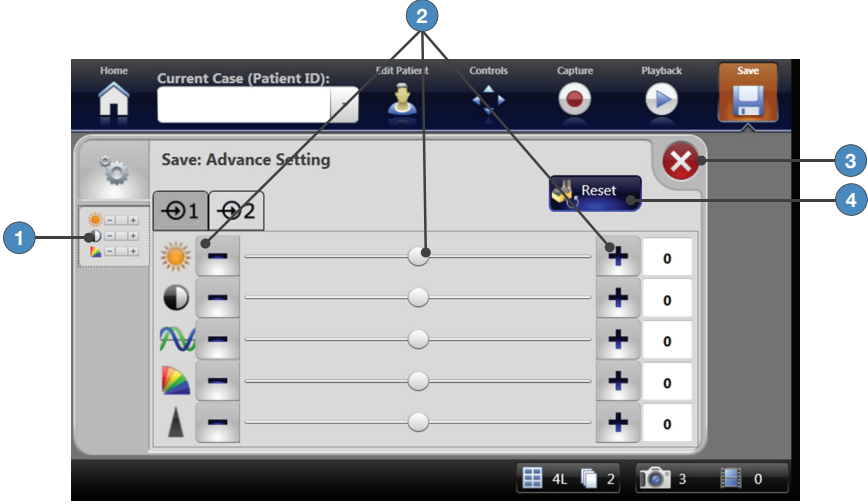 2
Home
Edit Patient
Controls
Capture
Playback
Save
Current Case (Patient ID):
Save: Advance Setting
3
Reset
4
1 2
1
0
0
0
0
0
4L 2 3 0